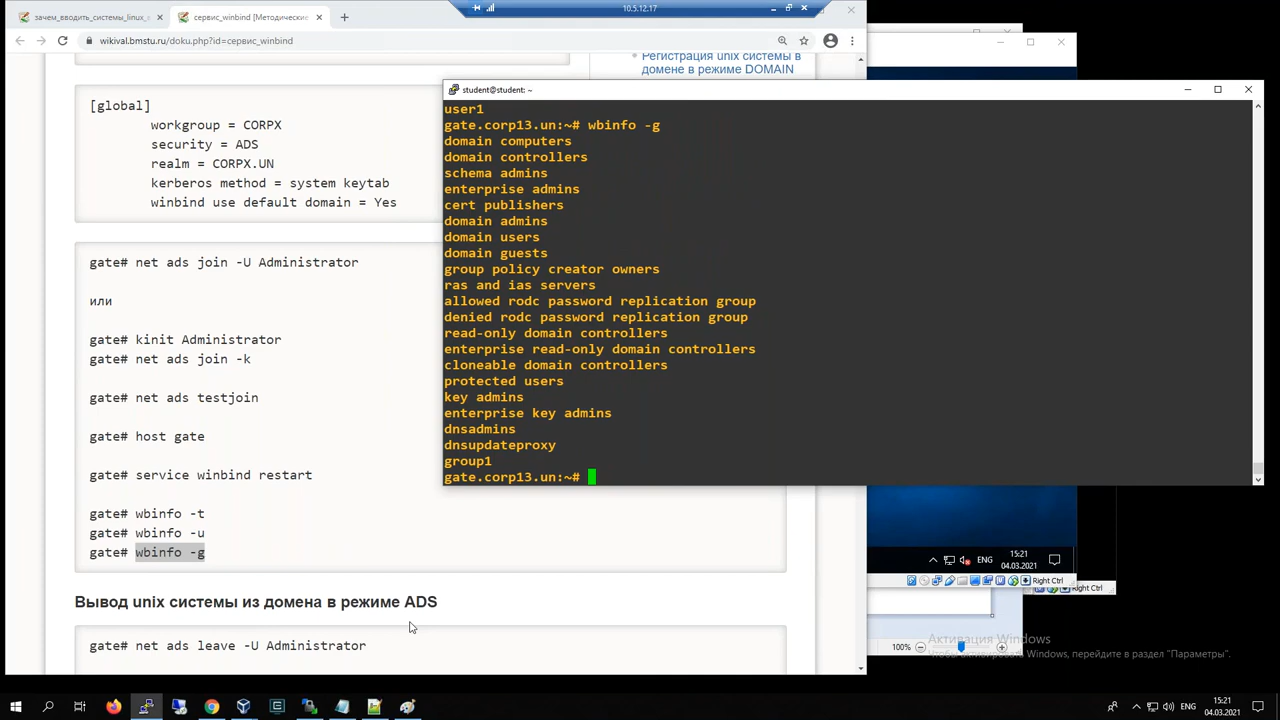 10.5.12.17
зачем_вводить_системы_linux_
сервис_winbind [Методические
wikival.bmstu.ru/doku.php?id=сервис_winbind
Регистрация unix системы в
домене в режиме DOMAIN
[global]
workgroup = CORPX
security = ADS
realm = CORPX.UN
kerberos method = system keytab
winbind use default domain = Yes
gate# net ads join -U Administrator
или
gate# kinit Administrator
gate# net ads join -k
gate# net ads testjoin
gate# host gate
gate# service winbind restart
gate# wbinfo -t
gate# wbinfo -u
gate# wbinfo -g
Вывод unix системы из домена в режиме ADS
gate# net ads leave -U Administrator
student@student: ~
user1
gate.corp13.un:~# wbinfo -g
domain computers
domain controllers
schema admins
enterprise admins
cert publishers
domain admins
domain users
domain guests
group policy creator owners
ras and ias servers
allowed rodc password replication group
denied rodc password replication group
read-only domain controllers
enterprise read-only domain controllers
cloneable domain controllers
protected users
key admins
enterprise key admins
dnsadmins
dnsupdateproxy
group1
gate.corp13.un:~#
ENG
15:21
04.03.2021
Right Ctrl
Right Ctrl
100%
Активация Windows
Чтобы активировать Windows, перейдите в раздел "Параметры".
ENG
15:21
04.03.2021